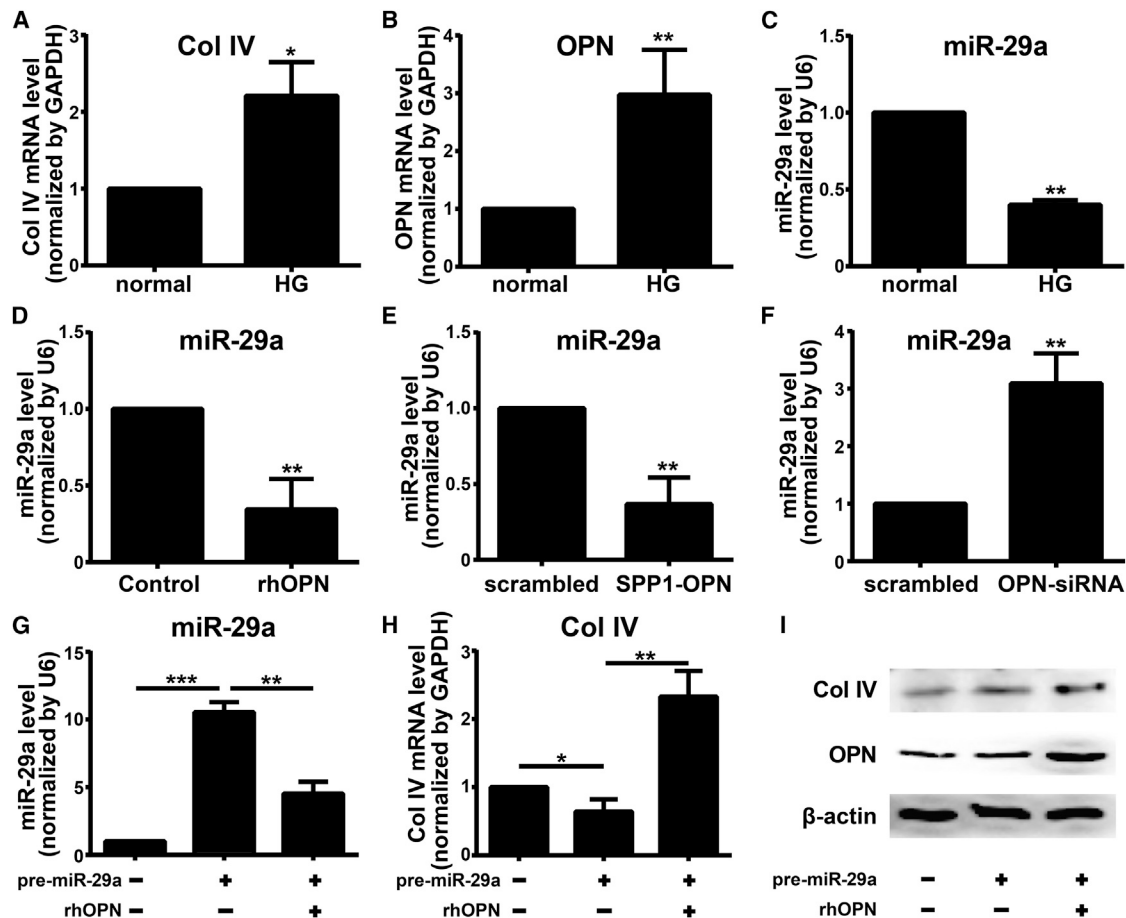 A
Col IV
Col IV mRNA level
(normalized by GAPDH)
3
2
1
0
*
normal HG
B
OPN
OPN mRNA level
(normalized by GAPDH)
4
3
2
1
0
**
normal HG
C
miR-29a
miR-29a level
(normalized by U6)
1.5
1.0
0.5
0
**
normal HG
D
miR-29a
miR-29a level
(normalized by U6)
1.5
1.0
0.5
0
**
Control rhOPN
E
miR-29a
miR-29a level
(normalized by U6)
1.5
1.0
0.5
0
**
scrambled SPP1-OPN
F
miR-29a
miR-29a level
(normalized by U6)
4
3
2
1
0
**
scrambled OPN-siRNA
G
miR-29a
miR-29a level
(normalized by U6)
15
10
5
0
*** **
pre-miR-29a − + +
rhOPN − − +
H
Col IV
Col IV mRNA level
(normalized by GAPDH)
3
2
1
0
**
*
pre-miR-29a − + +
rhOPN − − +
I
Col IV
OPN
β-actin
pre-miR-29a − + +
rhOPN − − +